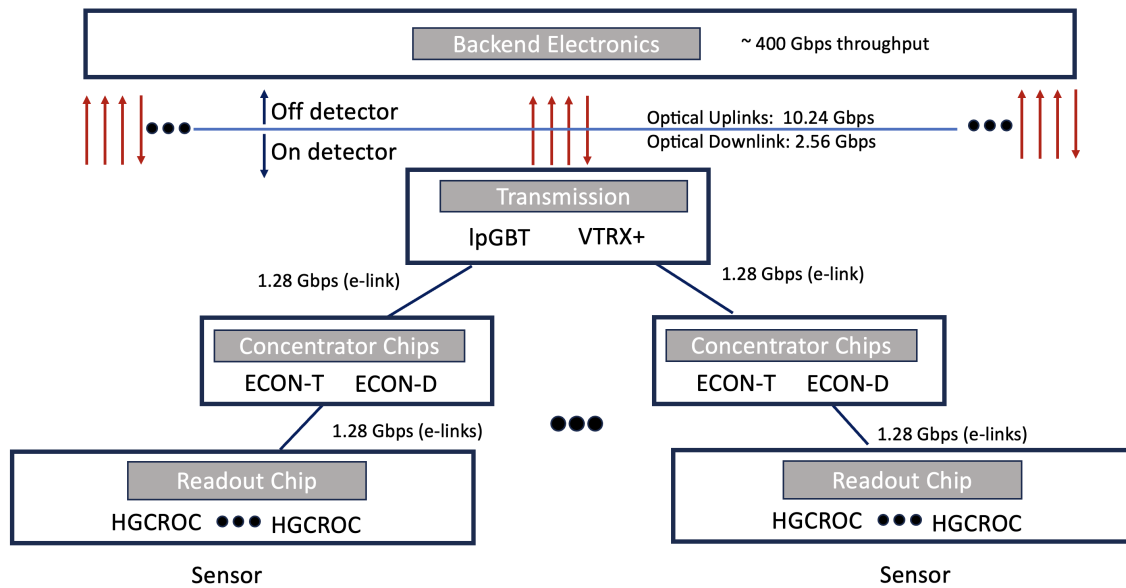 Backend Electronics
~ 400 Gbps throughput
Off detector
On detector
Optical Uplinks: 10.24 Gbps
Optical Downlink: 2.56 Gbps
Transmission
lpGBT VTRX+
1.28 Gbps (e-link)
1.28 Gbps (e-link)
Concentrator Chips
ECON-T ECON-D
Concentrator Chips
ECON-T ECON-D
1.28 Gbps (e-links)
1.28 Gbps (e-links)
Readout Chip
HGCROC HGCROC
Readout Chip
HGCROC HGCROC
Sensor
Sensor